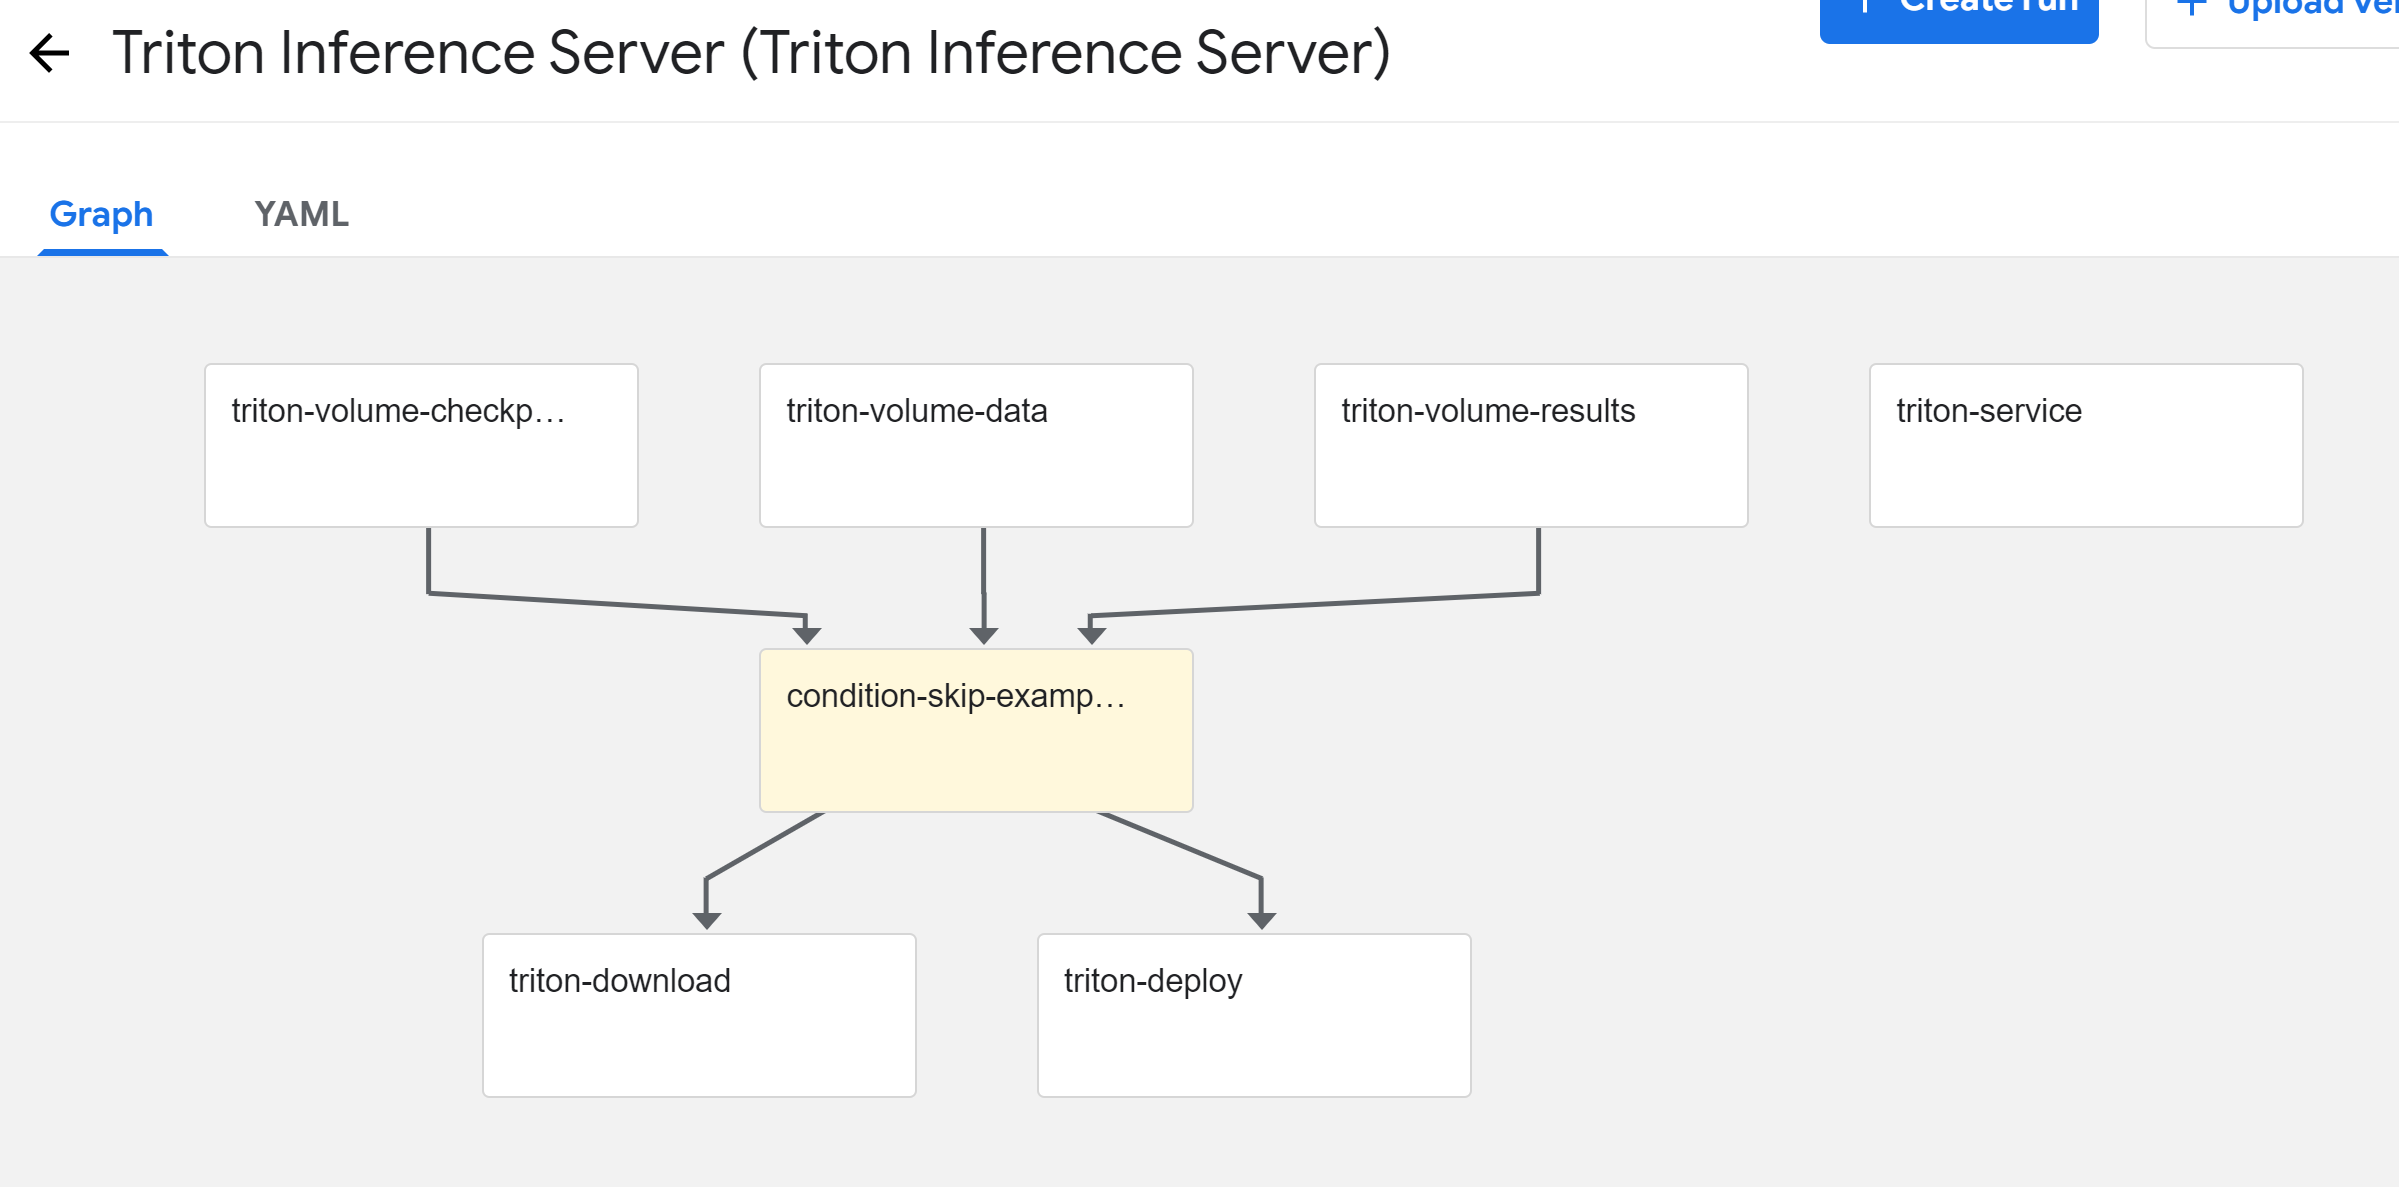 Triton Inference Server (Triton Inference Server)
Create run
Upload ve
Graph
YAML
triton-volume-checkp...
triton-volume-data
triton-volume-results
triton-service
condition-skip-examp...
triton-download
triton-deploy